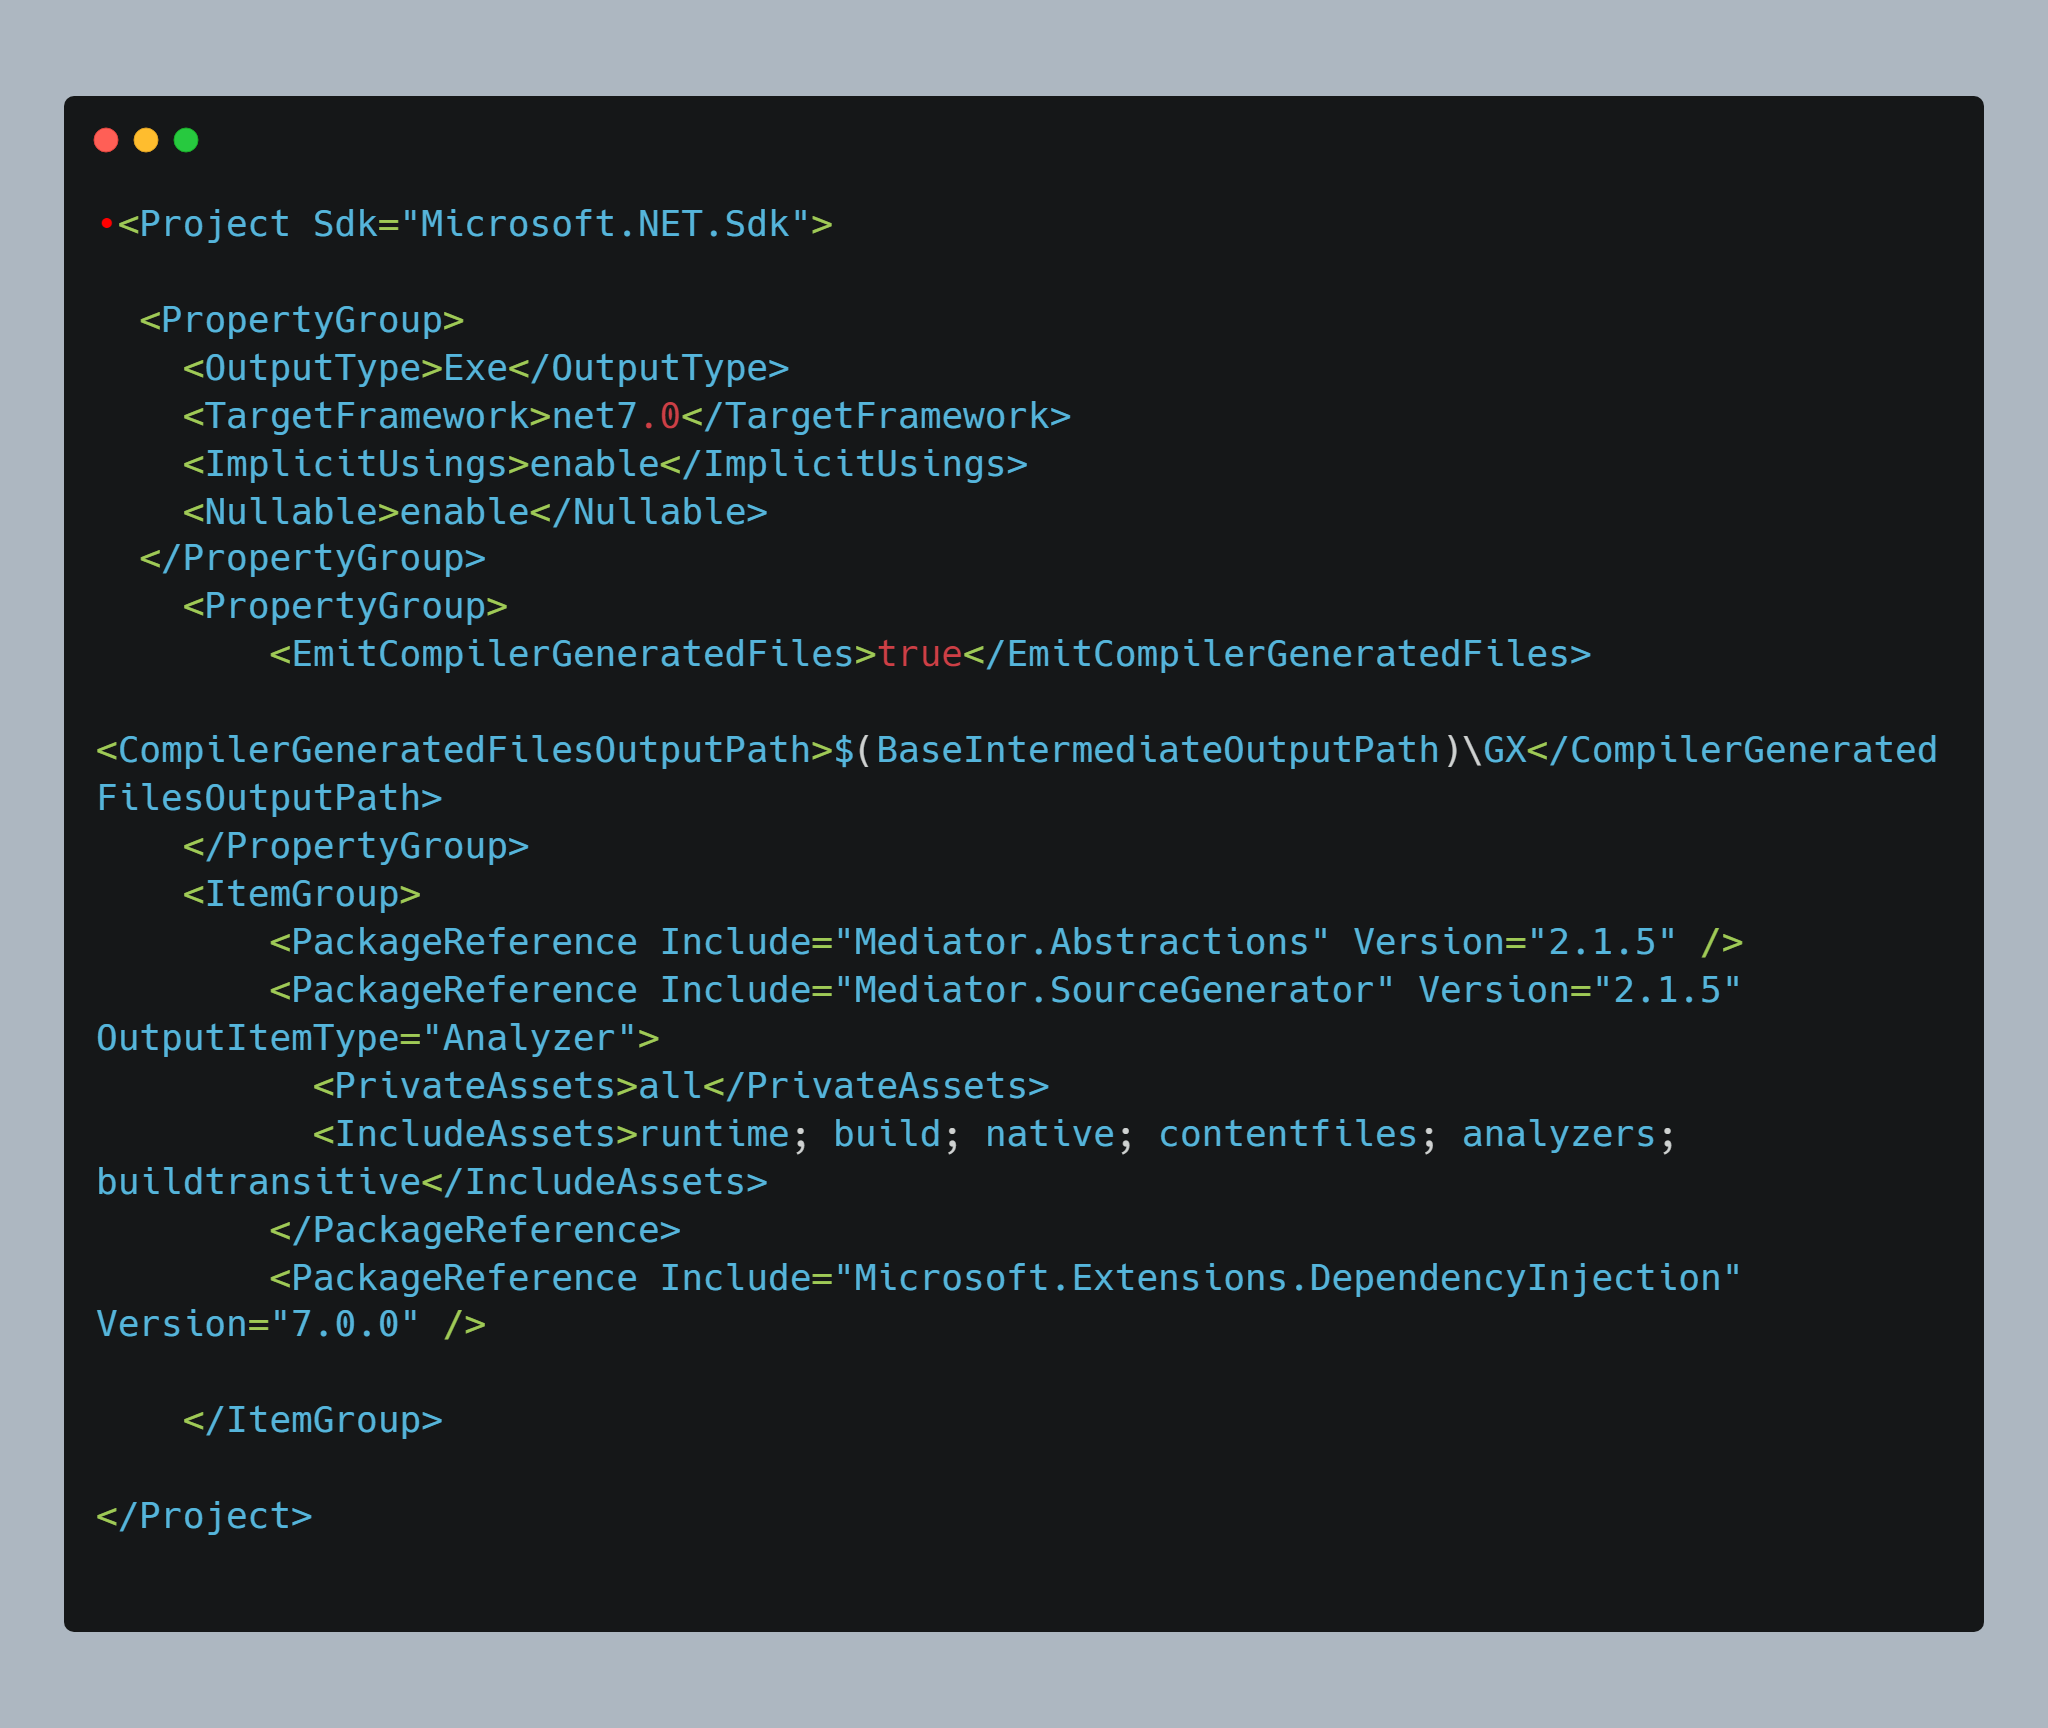 •<Project Sdk="Microsoft.NET.Sdk">
  <PropertyGroup>
    <OutputType>Exe</OutputType>
    <TargetFramework>net7.0</TargetFramework>
    <ImplicitUsings>enable</ImplicitUsings>
    <Nullable>enable</Nullable>
  </PropertyGroup>
    <PropertyGroup>
        <EmitCompilerGeneratedFiles>true</EmitCompilerGeneratedFiles>
<CompilerGeneratedFilesOutputPath>$(BaseIntermediateOutputPath)\GX</CompilerGenerated
FilesOutputPath>
    </PropertyGroup>
    <ItemGroup>
        <PackageReference Include="Mediator.Abstractions" Version="2.1.5" />
        <PackageReference Include="Mediator.SourceGenerator" Version="2.1.5"
OutputItemType="Analyzer">
          <PrivateAssets>all</PrivateAssets>
          <IncludeAssets>runtime; build; native; contentfiles; analyzers;
buildtransitive</IncludeAssets>
        </PackageReference>
        <PackageReference Include="Microsoft.Extensions.DependencyInjection"
Version="7.0.0" />
    </ItemGroup>
</Project>